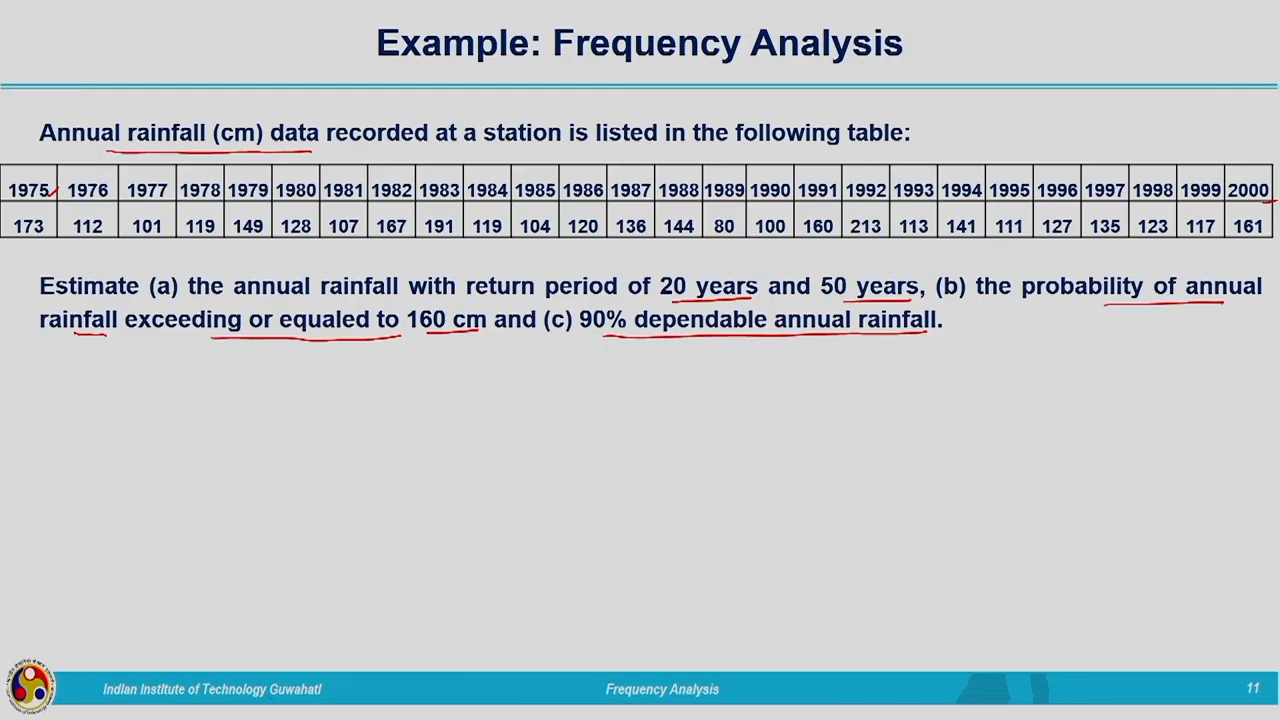 Example: Frequency Analysis
Annual rainfall (cm) data recorded at a station is listed in the following table:
1975 1976 1977 1978 1979 1980 1981 1982 1983 1984 1985 1986 1987 1988 1989 1990 1991 1992 1993 1994 1995 1996 1997 1998 1999 2000
173 112 101 119 149 128 107 167 191 119 104 120 136 144 80 100 160 213 113 141 111 127 135 123 117 161
Estimate (a) the annual rainfall with return period of 20 years and 50 years, (b) the probability of annual
rainfall exceeding or equaled to 160 cm and (c) 90% dependable annual rainfall.
Indian Institute of Technology Guwahati Frequency Analysis 11